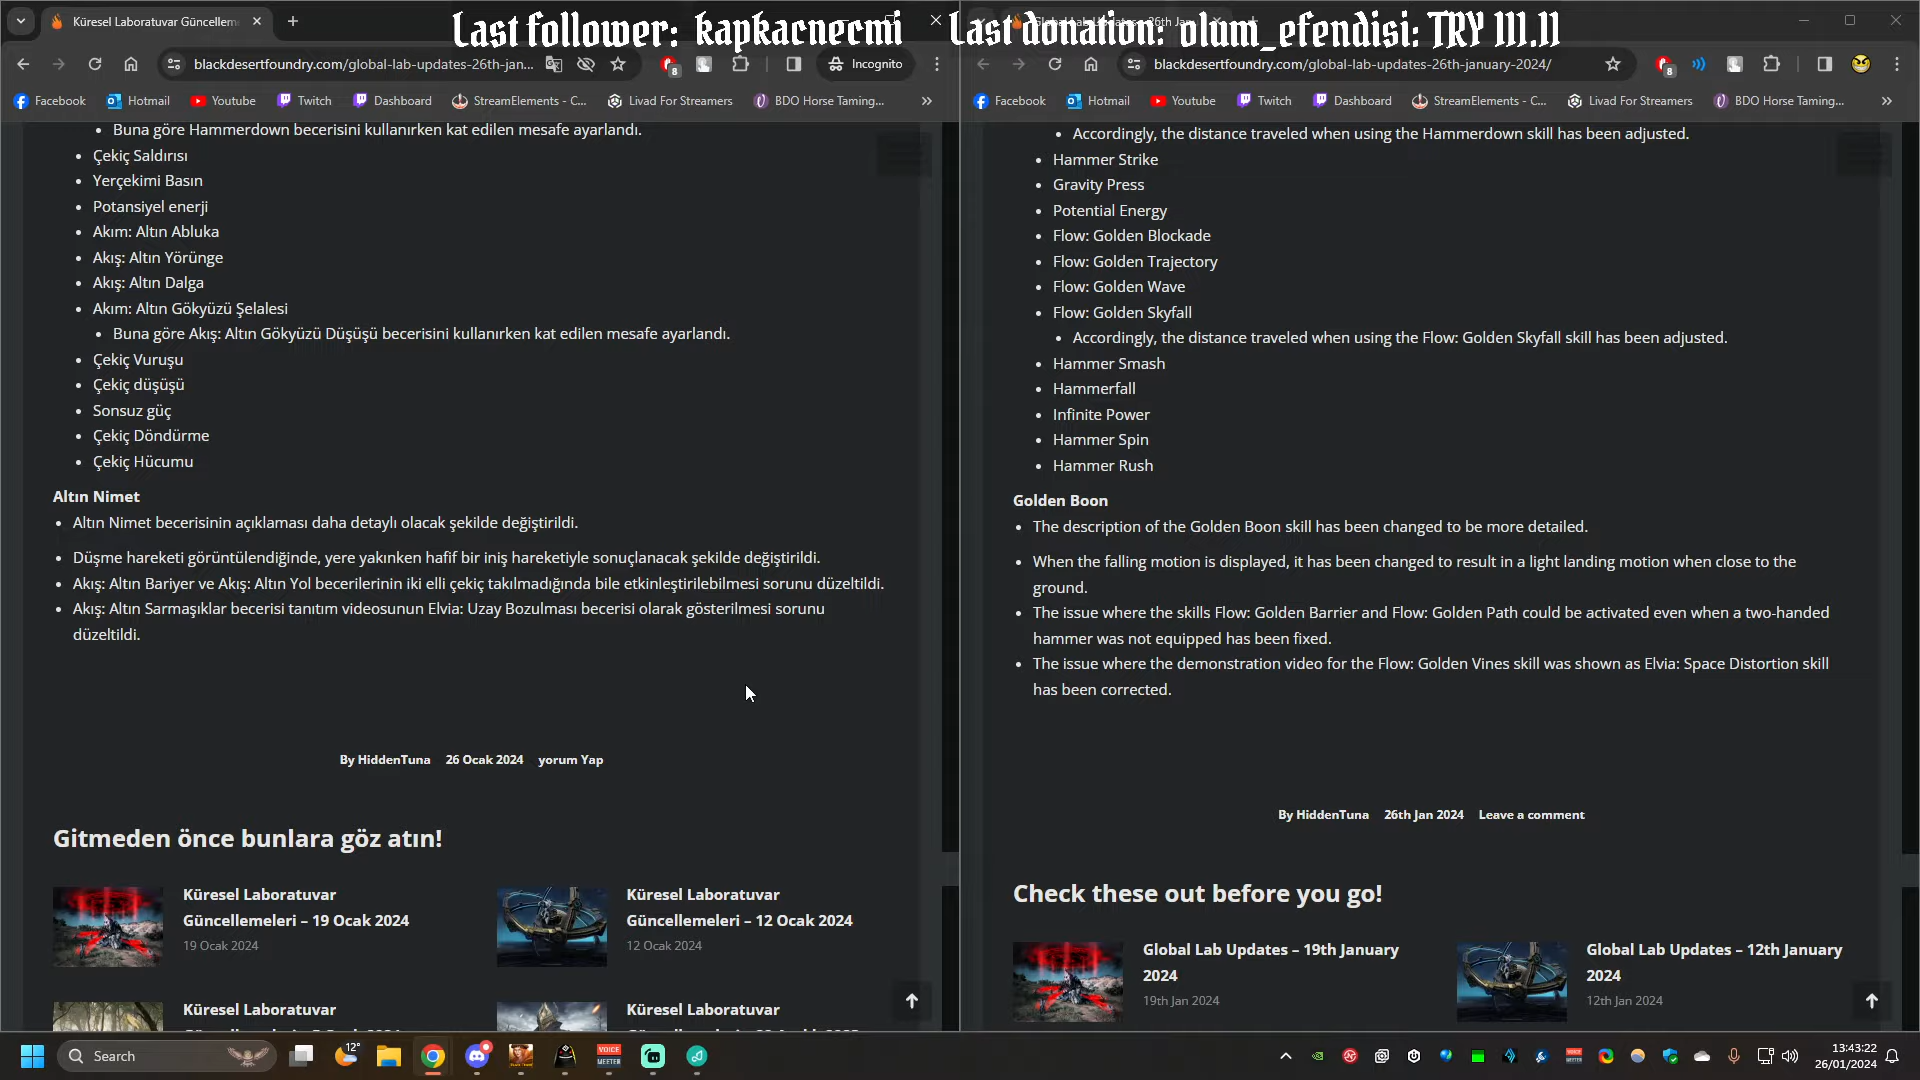 Last follower: kapkacnecmi
Last donation: olum_efendisi: TRY 111.11
Küresel Laboratuvar Güncellem
blackdesertfoundry.com/global-lab-updates-26th-jan...
8
Incognito
Facebook
Hotmail
Youtube
Twitch
Dashboard
StreamElements - C...
Livad For Streamers
BDO Horse Taming...
Buna göre Hammerdown becerisini kullanırken kat edilen mesafe ayarlandı.
Çekiç Saldırısı
Yerçekimi Basın
Potansiyel enerji
Akım: Altın Abluka
Akış: Altın Yörünge
Akış: Altın Dalga
Akım: Altın Gökyüzü Şelalesi
Buna göre Akış: Altın Gökyüzü Düşüşü becerisini kullanırken kat edilen mesafe ayarlandı.
Çekiç Vuruşu
Çekiç düşüşü
Sonsuz güç
Çekiç Döndürme
Çekiç Hücumu
Altın Nimet
Altın Nimet becerisinin açıklaması daha detaylı olacak şekilde değiştirildi.
Düşme hareketi görüntülendiğinde, yere yakınken hafif bir iniş hareketiyle sonuçlanacak şekilde değiştirildi.
Akış: Altın Bariyer ve Akış: Altın Yol becerilerinin iki elli çekiç takılmadığında bile etkinleştirilebilmesi sorunu düzeltildi.
Akış: Altın Sarmaşıklar becerisi tanıtım videosunun Elvia: Uzay Bozulması becerisi olarak gösterilmesi sorunu
düzeltildi.
By HiddenTuna 26 Ocak 2024 yorum Yap
Gitmeden önce bunlara göz atın!
Küresel Laboratuvar
Güncellemeleri – 19 Ocak 2024
19 Ocak 2024
Küresel Laboratuvar
Güncellemeleri – 12 Ocak 2024
12 Ocak 2024
Küresel Laboratuvar
Küresel Laboratuvar
Global Lab Updates - 26th Jan
blackdesertfoundry.com/global-lab-updates-26th-january-2024/
8
Facebook
Hotmail
Youtube
Twitch
Dashboard
StreamElements - C...
Livad For Streamers
BDO Horse Taming...
Accordingly, the distance traveled when using the Hammerdown skill has been adjusted.
Hammer Strike
Gravity Press
Potential Energy
Flow: Golden Blockade
Flow: Golden Trajectory
Flow: Golden Wave
Flow: Golden Skyfall
Accordingly, the distance traveled when using the Flow: Golden Skyfall skill has been adjusted.
Hammer Smash
Hammerfall
Infinite Power
Hammer Spin
Hammer Rush
Golden Boon
The description of the Golden Boon skill has been changed to be more detailed.
When the falling motion is displayed, it has been changed to result in a light landing motion when close to the
ground.
The issue where the skills Flow: Golden Barrier and Flow: Golden Path could be activated even when a two-handed
hammer was not equipped has been fixed.
The issue where the demonstration video for the Flow: Golden Vines skill was shown as Elvia: Space Distortion skill
has been corrected.
By HiddenTuna 26th Jan 2024 Leave a comment
Check these out before you go!
Global Lab Updates – 19th January
2024
19th Jan 2024
Global Lab Updates – 12th January
2024
12th Jan 2024
Search
12°
VOICE
MEETER
13:43:22
26/01/2024